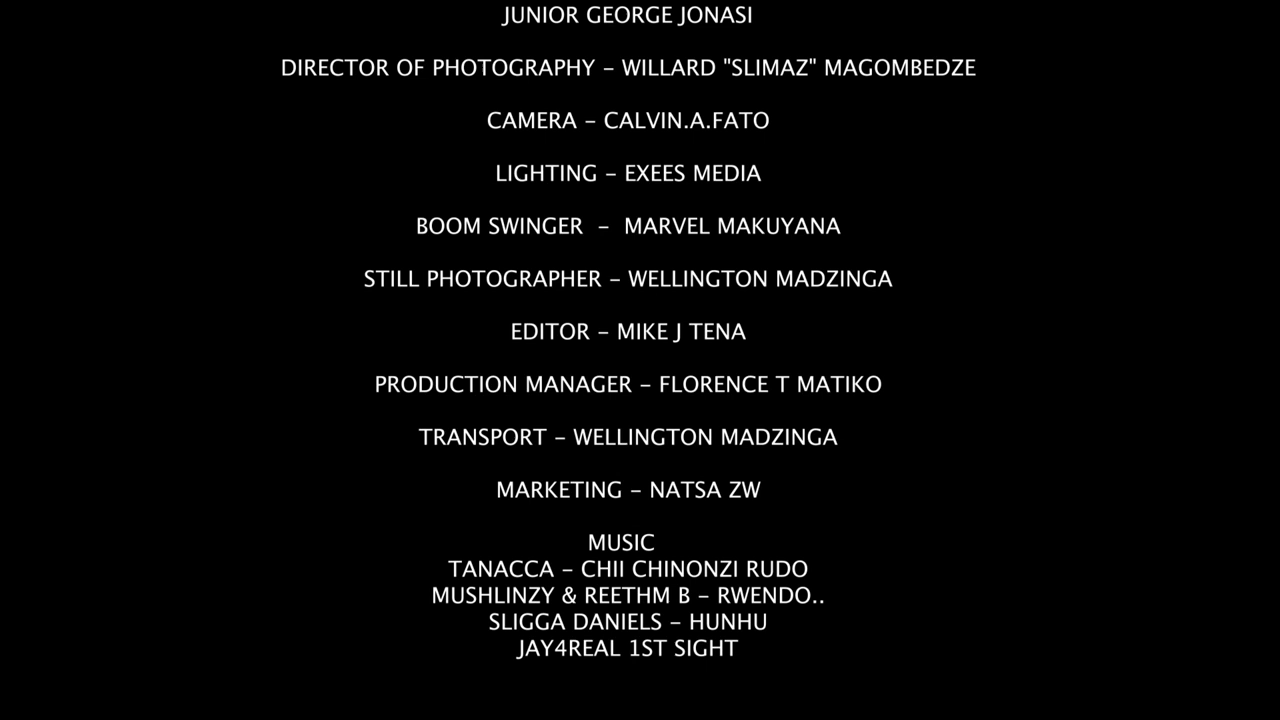 JUNIOR GEORGE JONASI
DIRECTOR OF PHOTOGRAPHY – WILLARD "SLIMAZ" MAGOMBEDZE
CAMERA – CALVIN.A.FATO
LIGHTING – EXEES MEDIA
BOOM SWINGER – MARVEL MAKUYANA
STILL PHOTOGRAPHER – WELLINGTON MADZINGA
EDITOR – MIKE J TENA
PRODUCTION MANAGER – FLORENCE T MATIKO
TRANSPORT – WELLINGTON MADZINGA
MARKETING – NATSA ZW
MUSIC
TANACCA – CHII CHINONZI RUDO
MUSHLINZY & REETHM B – RWENDO..
SLIGGA DANIELS – HUNHU
JAY4REAL 1ST SIGHT